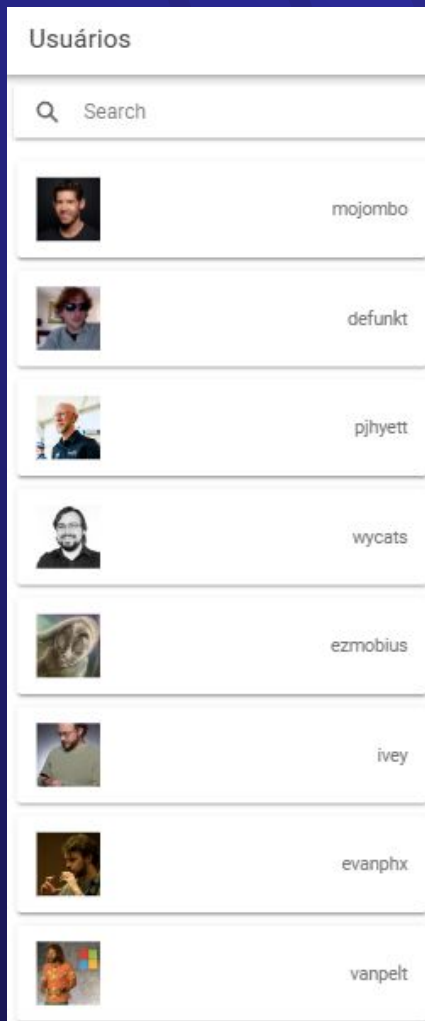 Usuários
Search
mojombo
defunkt
pjhyett
wycats
ezmobius
ivey
evanphx
vanpelt